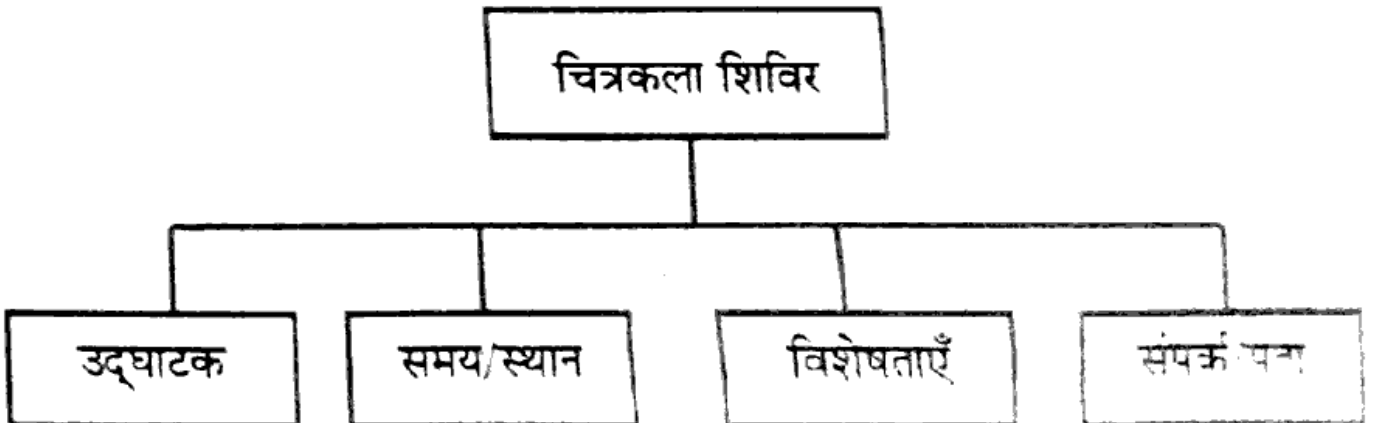 चित्रकला शिविर
उद्‌घाटक
समय/स्थान
विशेषताएँ
संपर्क